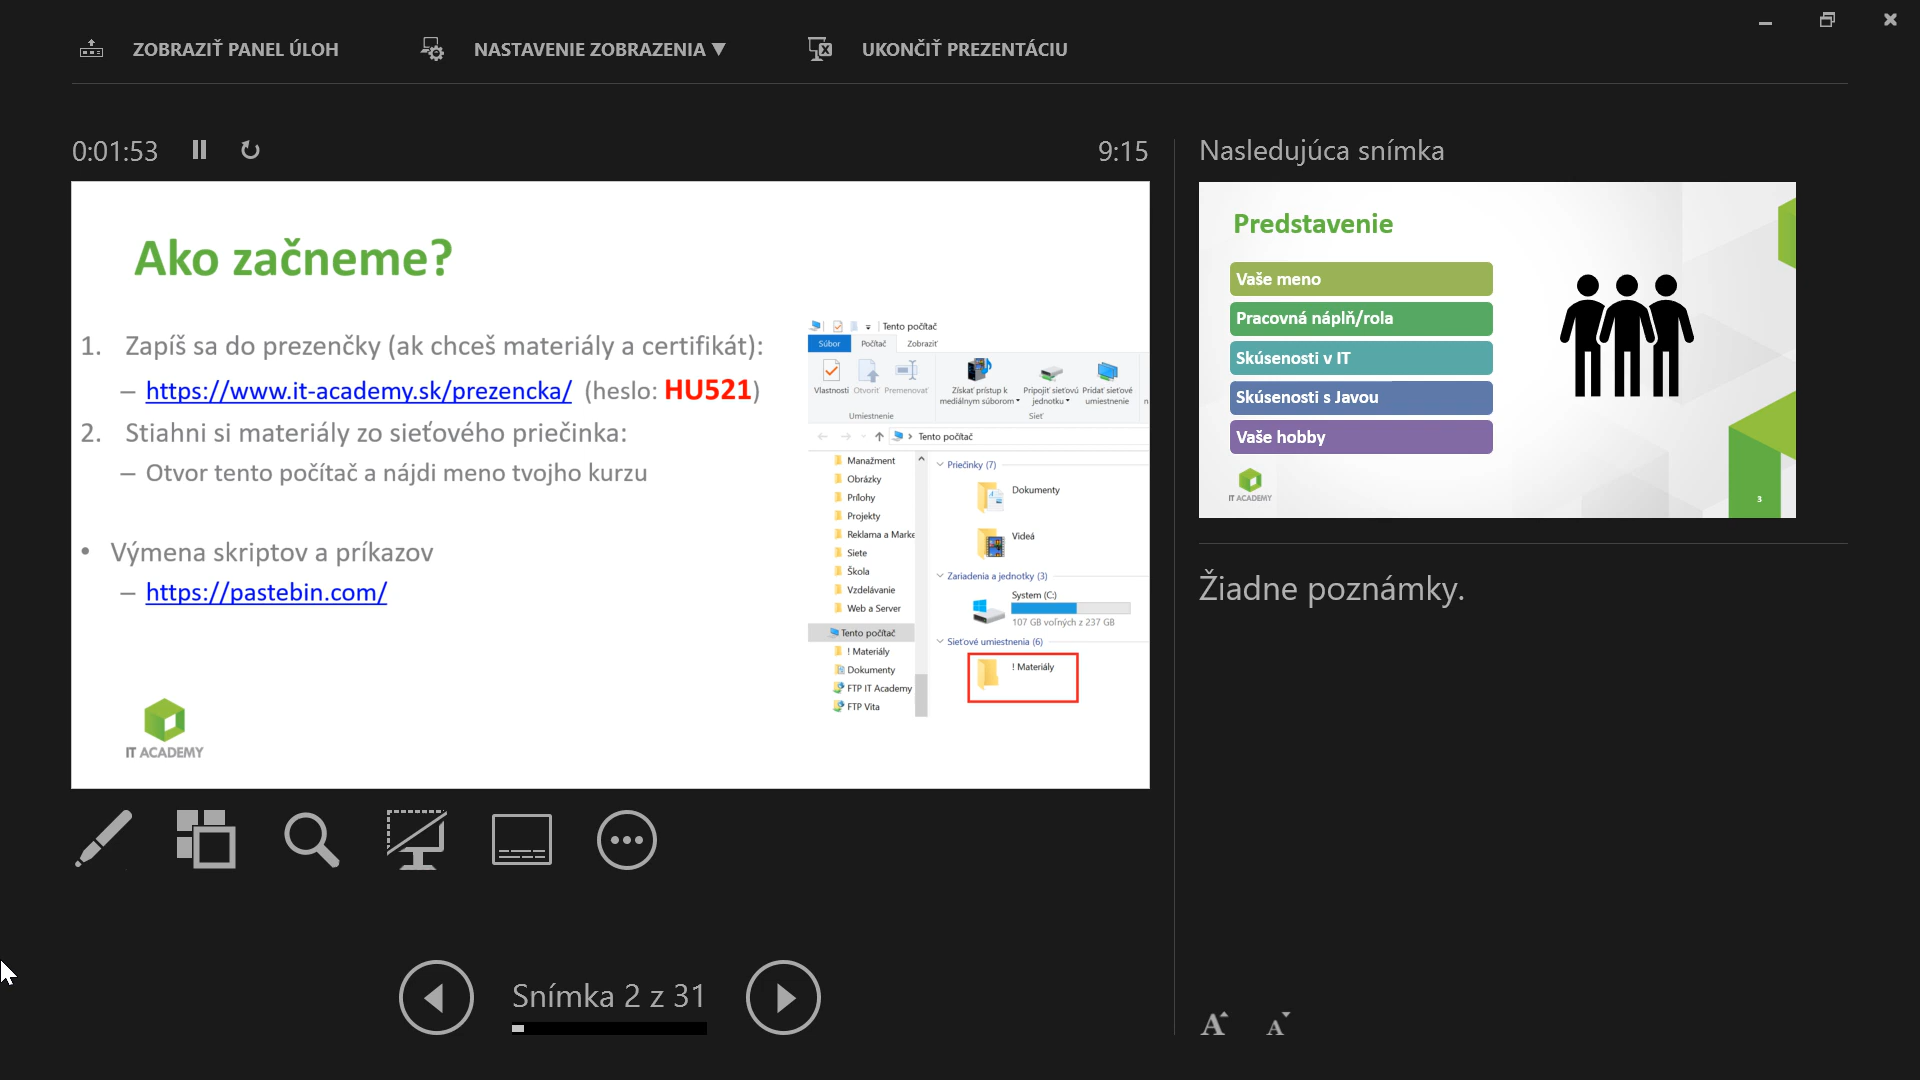 ZOBRAZIŤ PANEL ÚLOH
NASTAVENIE ZOBRAZENIA ▼
UKONČIŤ PREZENTÁCIU
0:01:53
9:15
Ako začneme?
1. Zapíš sa do prezenčky (ak chceš materiály a certifikát):
– https://www.it-academy.sk/prezencka/ (heslo: HU521)
2. Stiahni si materiály zo sieťového priečinka:
– Otvor tento počítač a nájdi meno tvojho kurzu
• Výmena skriptov a príkazov
– https://pastebin.com/
IT ACADEMY
Tento počítač
Súbor Počítač Zobraziť
Vlastnosti Otvoriť Premenovať
Získať prístup k mediálnym súborom
Pripojiť sieťovú jednotku
Pridať sieťové umiestnenie
Umiestnenie
Sieť
Tento počítač
Manažment
Obrázky
Prílohy
Projekty
Reklama a Marke
Siete
Škola
Vzdelávanie
Web a Server
Tento počítač
! Materiály
Dokumenty
FTP IT Academy
FTP Vita
Priečinky (7)
Dokumenty
Videá
Zariadenia a jednotky (3)
System (C:)
107 GB voľných z 237 GB
Sieťové umiestnenia (6)
! Materiály
Snímka 2 z 31
Nasledujúca snímka
Predstavenie
Vaše meno
Pracovná náplň/rola
Skúsenosti v IT
Skúsenosti s Javou
Vaše hobby
IT ACADEMY
3
Žiadne poznámky.
A A